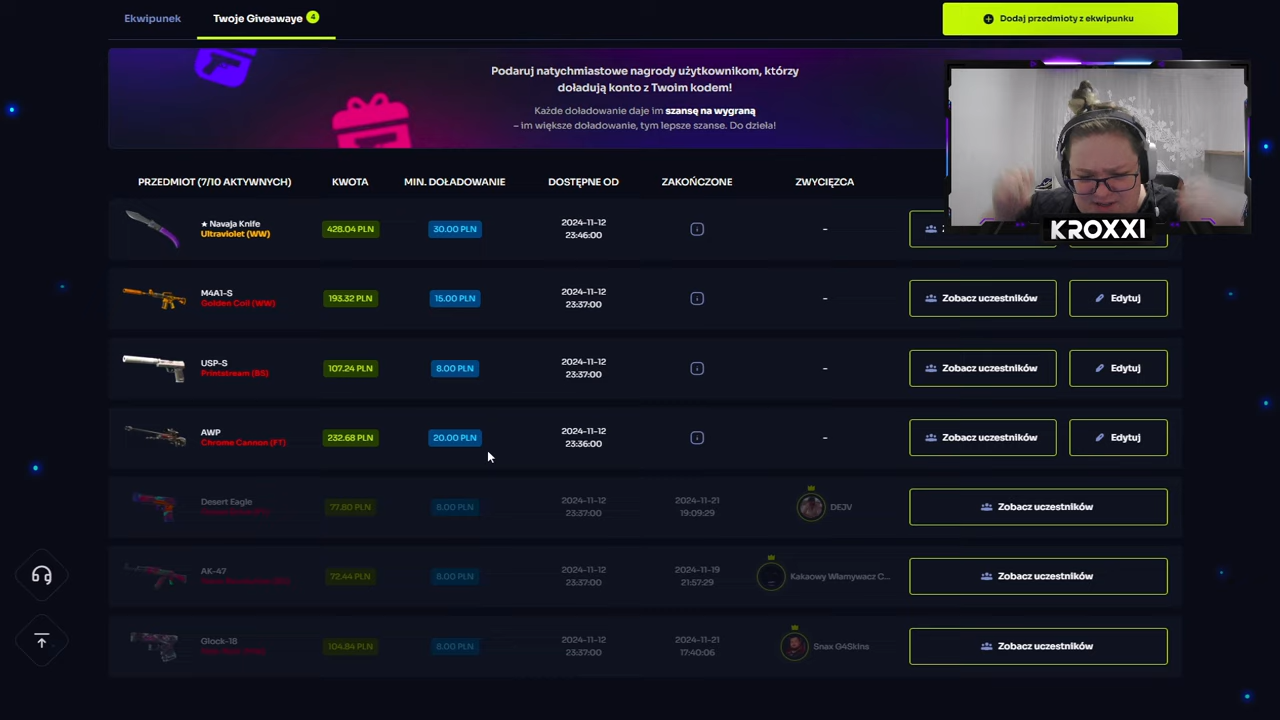 Ekwipunek
Twoje Giveawaye 4
Dodaj przedmioty z ekwipunku
Podaruj natychmiastowe nagrody użytkownikom, którzy
doładują konto z Twoim kodem!
Każde doładowanie daje im szansę na wygraną
– im większe doładowanie, tym lepsze szanse. Do dzieła!
PRZEDMIOT (7/10 AKTYWNYCH) KWOTA MIN. DOŁADOWANIE DOSTĘPNE OD ZAKOŃCZONE ZWYCIĘZCA
★ Navaja Knife
Ultraviolet (WW)
428.04 PLN
30.00 PLN
2024-11-12
23:46:00
-
KROXXI
M4A1-S
Golden Coil (WW)
193.32 PLN
15.00 PLN
2024-11-12
23:37:00
-
Zobacz uczestników
Edytuj
USP-S
Printstream (BS)
107.24 PLN
8.00 PLN
2024-11-12
23:37:00
-
Zobacz uczestników
Edytuj
AWP
Chrome Cannon (FT)
232.68 PLN
20.00 PLN
2024-11-12
23:36:00
-
Zobacz uczestników
Edytuj
Desert Eagle
77.80 PLN
8.00 PLN
2024-11-12
23:37:00
2024-11-21
19:09:29
DEJV
Zobacz uczestników
AK-47
72.44 PLN
8.00 PLN
2024-11-12
23:37:00
2024-11-19
21:57:29
Kakaowy Włamywacz C...
Zobacz uczestników
Glock-18
104.64 PLN
8.00 PLN
2024-11-12
23:37:00
2024-11-21
17:40:06
Snax G4Skins
Zobacz uczestników